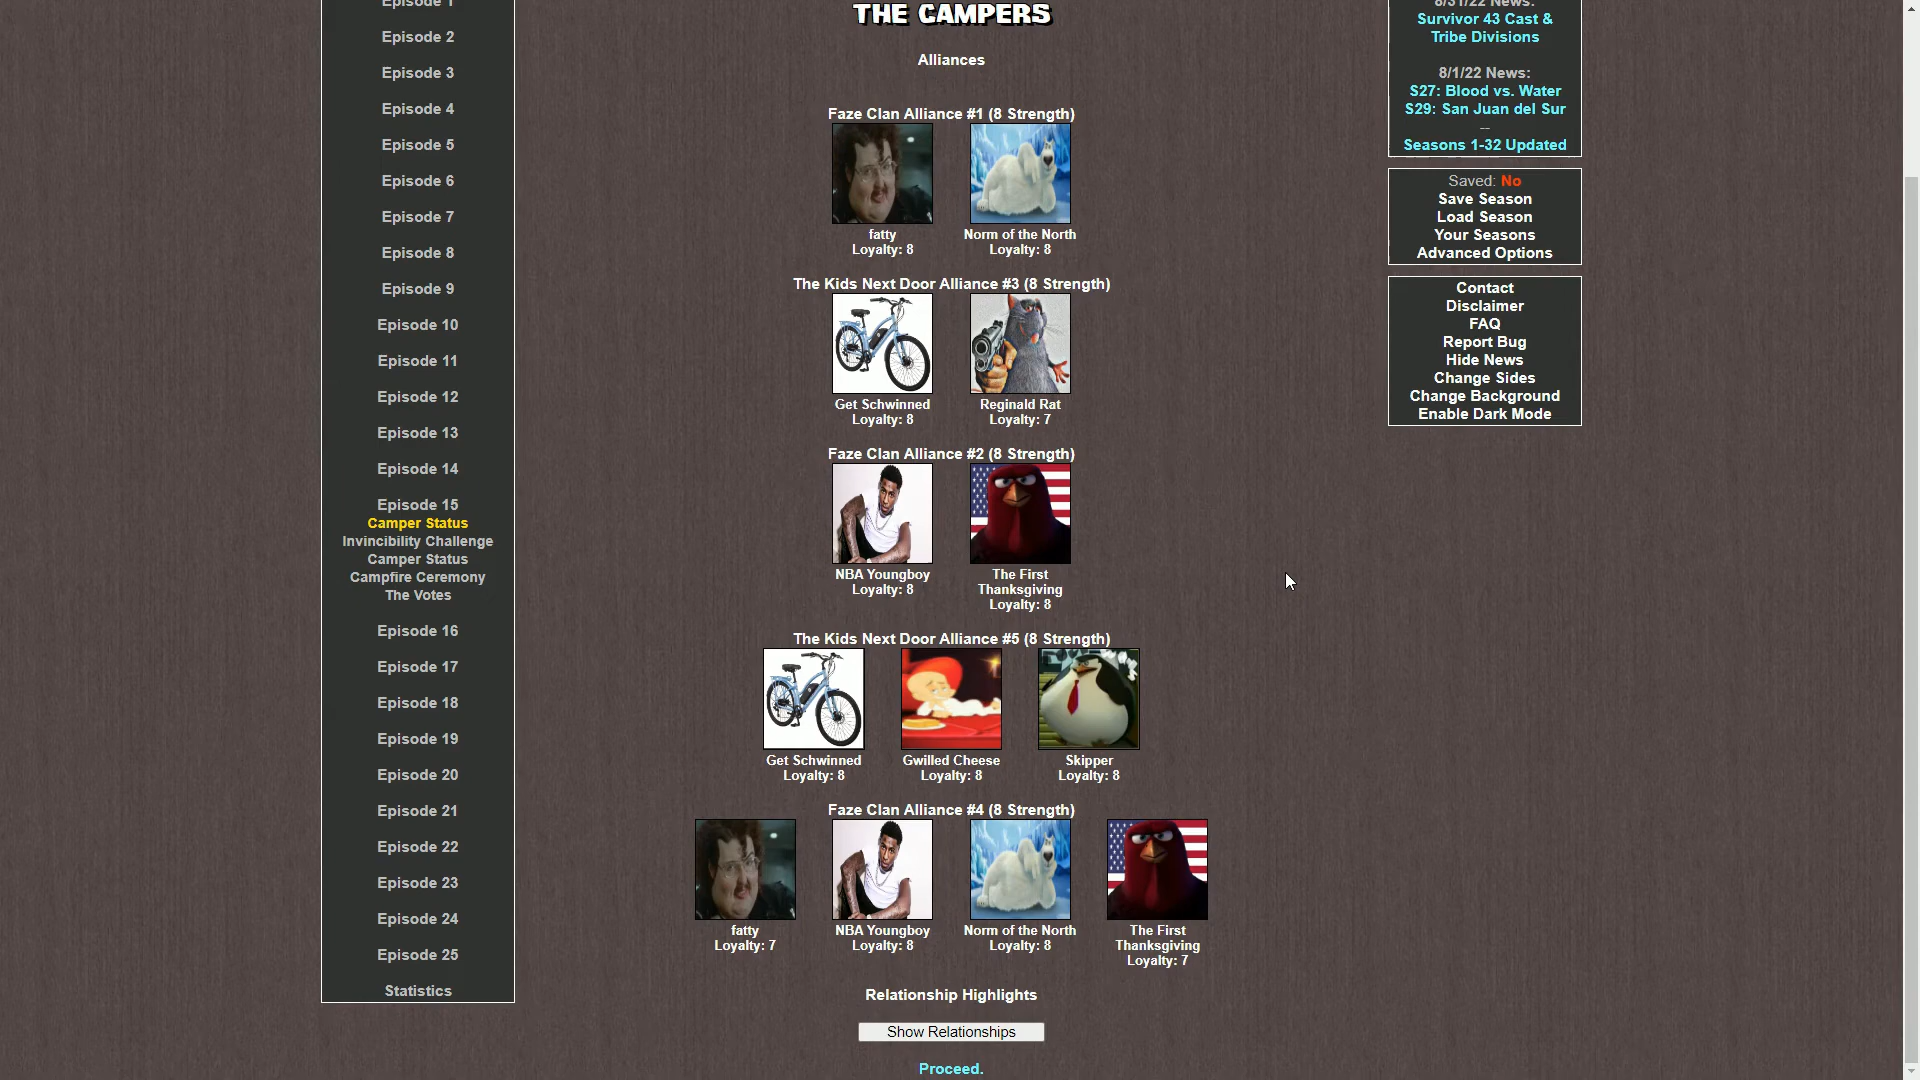 Episode 1
Episode 2
Episode 3
Episode 4
Episode 5
Episode 6
Episode 7
Episode 8
Episode 9
Episode 10
Episode 11
Episode 12
Episode 13
Episode 14
Episode 15
Camper Status
Invincibility Challenge
Camper Status
Campfire Ceremony
The Votes
Episode 16
Episode 17
Episode 18
Episode 19
Episode 20
Episode 21
Episode 22
Episode 23
Episode 24
Episode 25
Statistics
THE CAMPERS
Alliances
Faze Clan Alliance #1 (8 Strength)
fatty
Loyalty: 8
Norm of the North
Loyalty: 8
The Kids Next Door Alliance #3 (8 Strength)
Get Schwinned
Loyalty: 8
Reginald Rat
Loyalty: 7
Faze Clan Alliance #2 (8 Strength)
NBA Youngboy
Loyalty: 8
The First
Thanksgiving
Loyalty: 8
The Kids Next Door Alliance #5 (8 Strength)
Get Schwinned
Loyalty: 8
Gwilled Cheese
Loyalty: 8
Skipper
Loyalty: 8
Faze Clan Alliance #4 (8 Strength)
fatty
Loyalty: 7
NBA Youngboy
Loyalty: 8
Norm of the North
Loyalty: 8
The First
Thanksgiving
Loyalty: 7
Relationship Highlights
Show Relationships
Proceed.
8/31/22 News:
Survivor 43 Cast &
Tribe Divisions
8/1/22 News:
S27: Blood vs. Water
S29: San Juan del Sur
--
Seasons 1-32 Updated
Saved: No
Save Season
Load Season
Your Seasons
Advanced Options
Contact
Disclaimer
FAQ
Report Bug
Hide News
Change Sides
Change Background
Enable Dark Mode